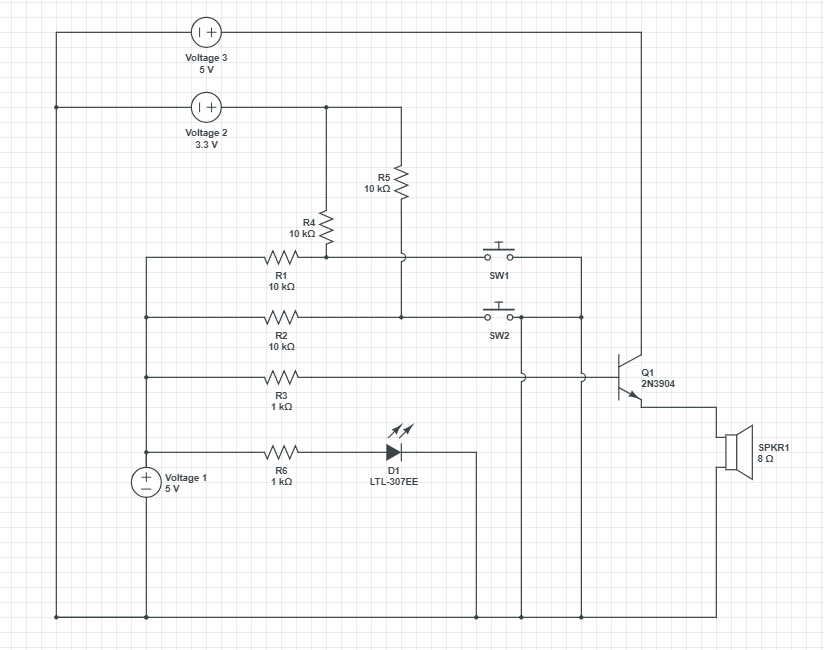 Voltage 3
5 V
Voltage 2
3.3 V
R5
10 kΩ
R4
10 kΩ
R1
10 kΩ
SW1
R2
10 kΩ
SW2
R3
1 kΩ
Q1
2N3904
R6
1 kΩ
D1
LTL-307EE
SPKR1
8 Ω
Voltage 1
5 V